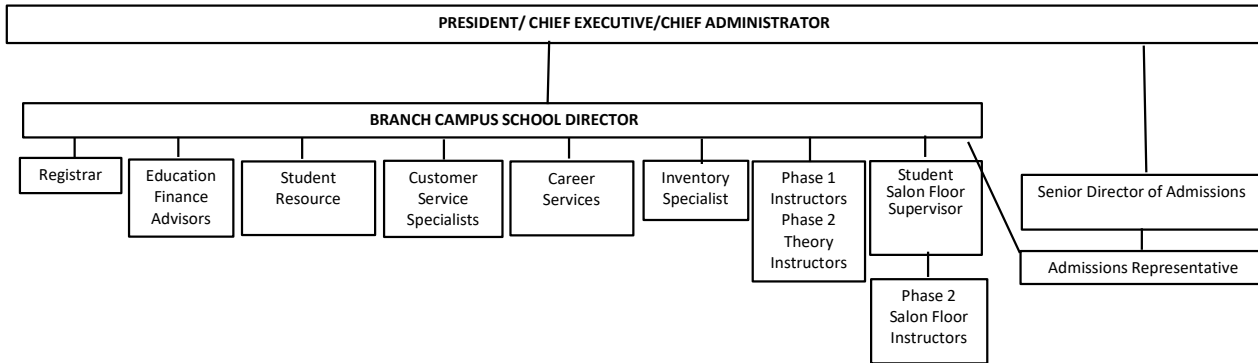 PRESIDENT/ CHIEF EXECUTIVE/CHIEF ADMINISTRATOR
BRANCH CAMPUS SCHOOL DIRECTOR
Registrar
Education
Finance
Advisors
Student
Resource
Customer
Service
Specialists
Career
Services
Inventory
Specialist
Phase 1
Instructors
Phase 2
Theory
Instructors
Student
Salon Floor
Supervisor
Senior Director of Admissions
Admissions Representative
Phase 2
Salon Floor
Instructors